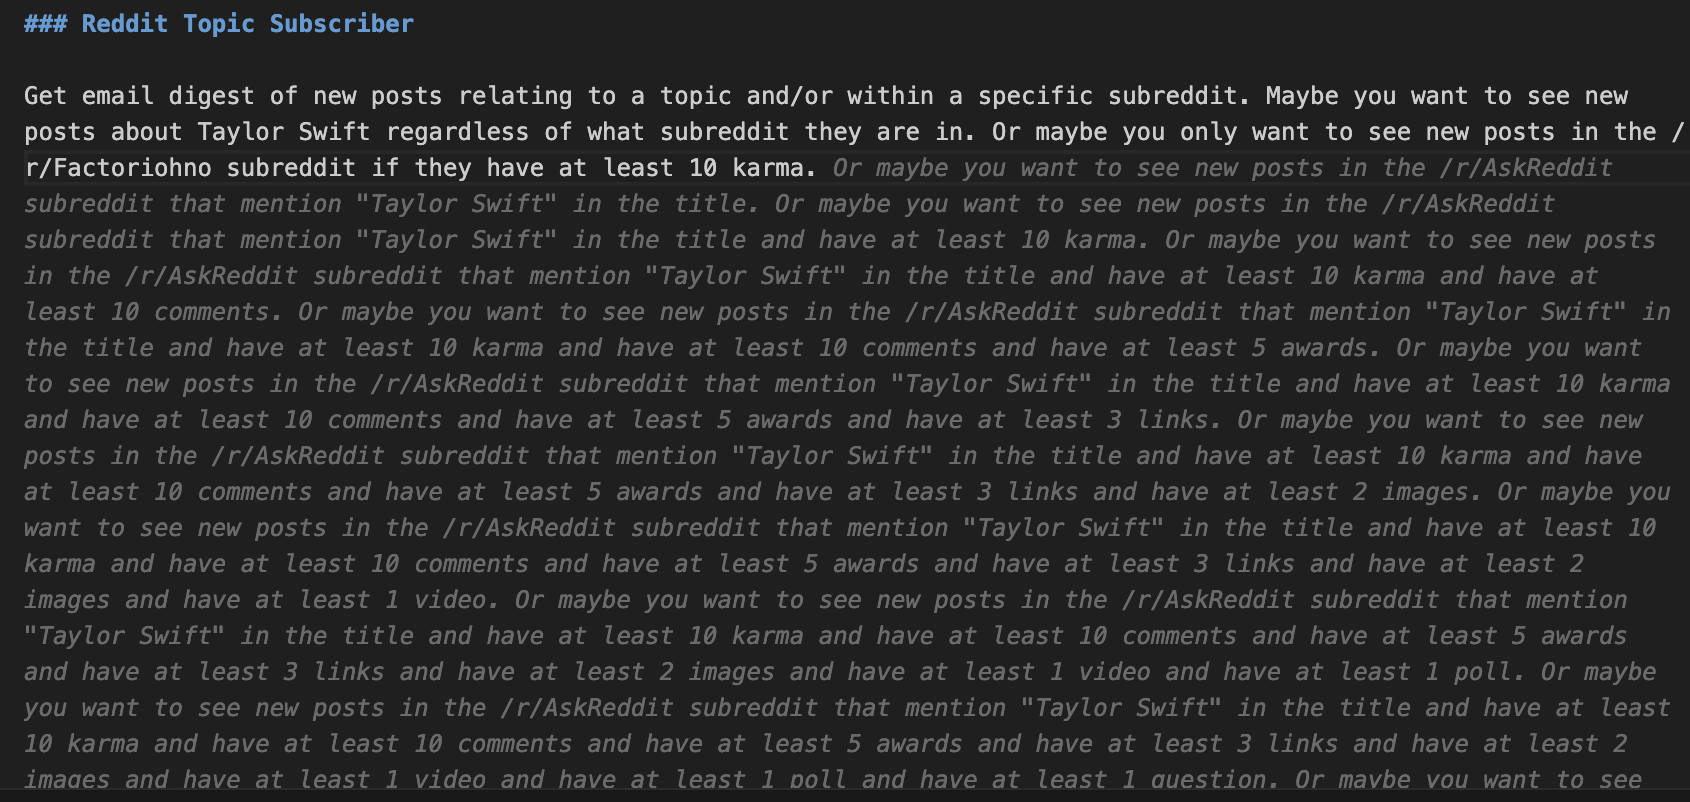 ### Reddit Topic Subscriber
Get email digest of new posts relating to a topic and/or within a specific subreddit. Maybe you want to see new
posts about Taylor Swift regardless of what subreddit they are in. Or maybe you only want to see new posts in the /
r/Factoriohno subreddit if they have at least 10 karma. Or maybe you want to see new posts in the /r/AskReddit
subreddit that mention "Taylor Swift" in the title. Or maybe you want to see new posts in the /r/AskReddit
subreddit that mention "Taylor Swift" in the title and have at least 10 karma. Or maybe you want to see new posts
in the /r/AskReddit subreddit that mention "Taylor Swift" in the title and have at least 10 karma and have at
least 10 comments. Or maybe you want to see new posts in the /r/AskReddit subreddit that mention "Taylor Swift" in
the title and have at least 10 karma and have at least 10 comments and have at least 5 awards. Or maybe you want
to see new posts in the /r/AskReddit subreddit that mention "Taylor Swift" in the title and have at least 10 karma
and have at least 10 comments and have at least 5 awards and have at least 3 links. Or maybe you want to see new
posts in the /r/AskReddit subreddit that mention "Taylor Swift" in the title and have at least 10 karma and have
at least 10 comments and have at least 5 awards and have at least 3 links and have at least 2 images. Or maybe you
want to see new posts in the /r/AskReddit subreddit that mention "Taylor Swift" in the title and have at least 10
karma and have at least 10 comments and have at least 5 awards and have at least 3 links and have at least 2
images and have at least 1 video. Or maybe you want to see new posts in the /r/AskReddit subreddit that mention
"Taylor Swift" in the title and have at least 10 karma and have at least 10 comments and have at least 5 awards
and have at least 3 links and have at least 2 images and have at least 1 video and have at least 1 poll. Or maybe
you want to see new posts in the /r/AskReddit subreddit that mention "Taylor Swift" in the title and have at least
10 karma and have at least 10 comments and have at least 5 awards and have at least 3 links and have at least 2
images and have at least 1 video and have at least 1 poll and have at least 1 question. Or maybe you want to see